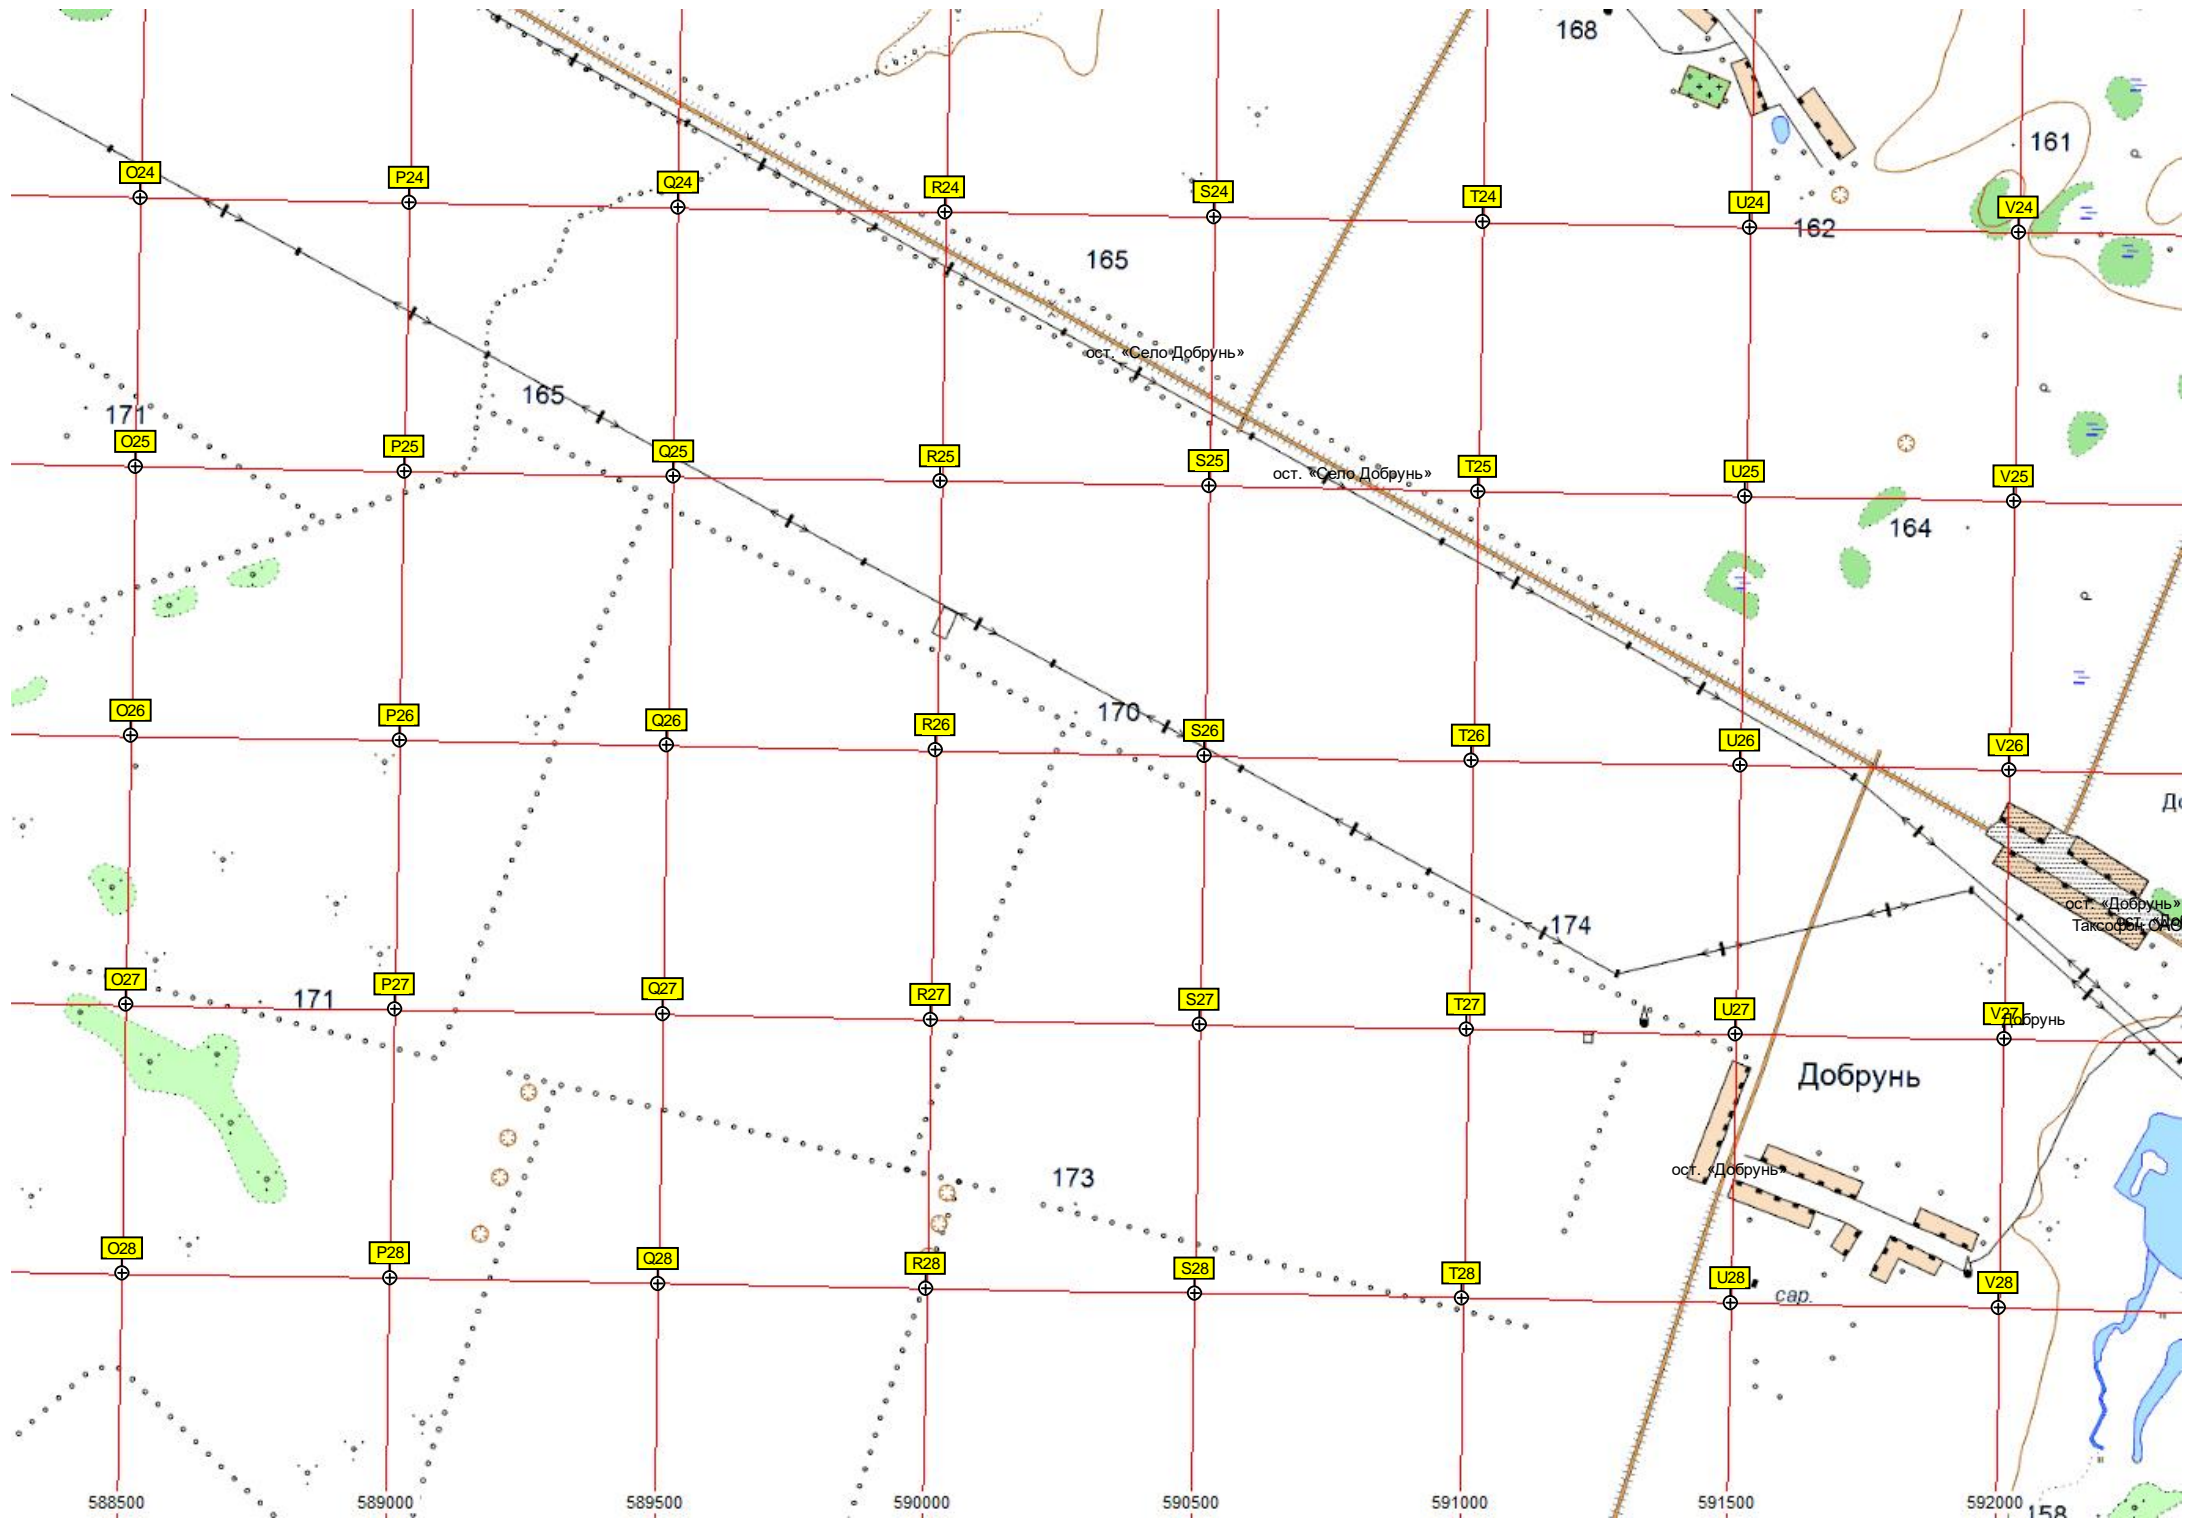 168
161
O24 P24 Q24 R24 S24 T24 U24 V24
162
165
ост. «Село Добрунь»
165
171
O25 P25 Q25 R25 S25 T25 U25 V25
ост. «Село Добрунь»
164
O26 P26 Q26 R26 S26 T26 U26 V26
170
ост. «Добрунь»
174
O27 P27 Q27 R27 S27 T27 U27 V27
171
Добрунь
Добрунь
173
ост. «Добрунь»
O28 P28 Q28 R28 S28 T28 U28 V28
сар.
588500 589000 589500 590000 590500 591000 591500 592000
158